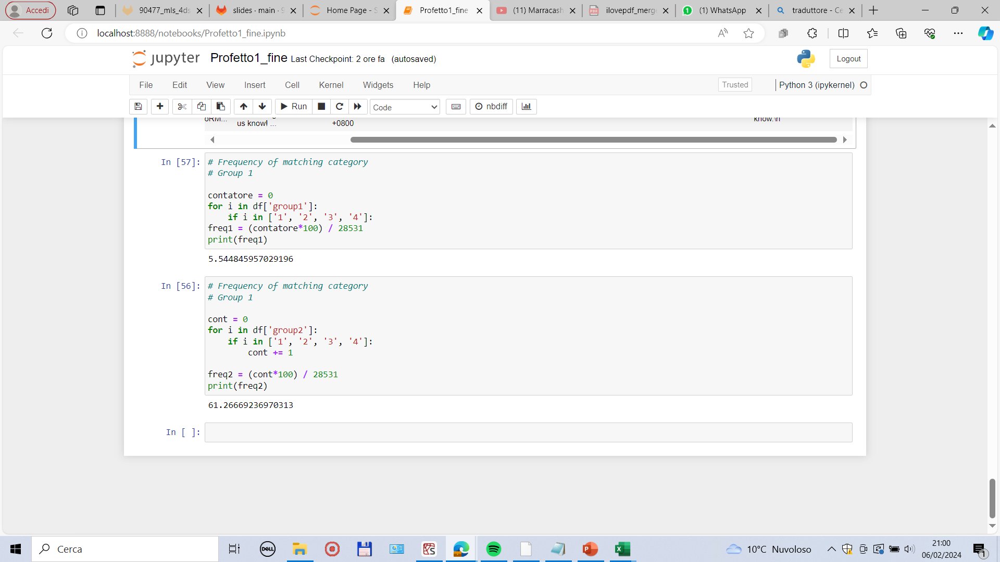 Accedi
90477_mls_4ds
slides · main · 9
Home Page - S
Profetto1_fine
(11) Marracash
ilovepdf_merg
(1) WhatsApp
traduttore - Ce
localhost:8888/notebooks/Profetto1_fine.ipynb
jupyter Profetto1_fine Last Checkpoint: 2 ore fa (autosaved)
Logout
File Edit View Insert Cell Kernel Widgets Help
Trusted
Python 3 (ipykernel)
Run
Code
nbdiff
oRM...
us know! ...
+0800
know.\n
In [57]:
# Frequency of matching category
# Group 1
contatore = 0
for i in df['group1']:
if i in ['1', '2', '3', '4']:
freq1 = (contatore*100) / 28531
print(freq1)
5.544845957029196
In [56]:
# Frequency of matching category
# Group 1
cont = 0
for i in df['group2']:
if i in ['1', '2', '3', '4']:
cont += 1
freq2 = (cont*100) / 28531
print(freq2)
61.26669236970313
In [ ]:
Cerca
DELL
10°C Nuvoloso
21:00
06/02/2024
1